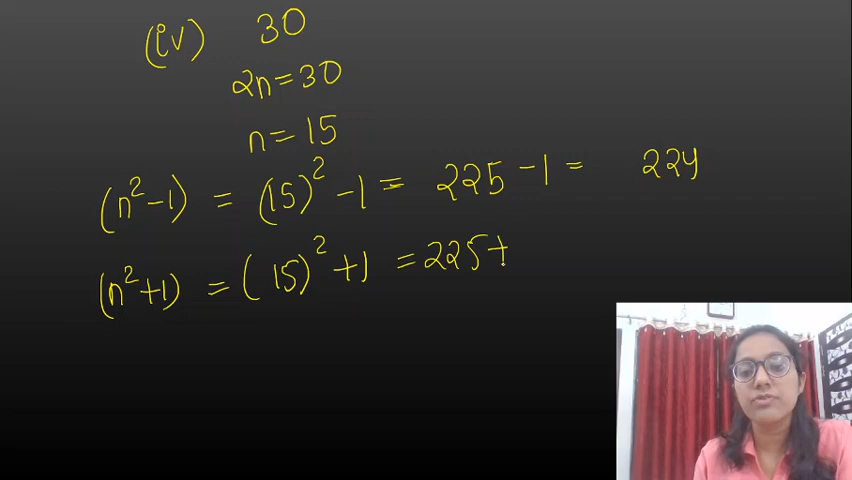 (iv) 30
2n=30
n=15
(n²-1) = (15)²-1 = 225-1 = 224
(n²+1) = (15)²+1 = 225+